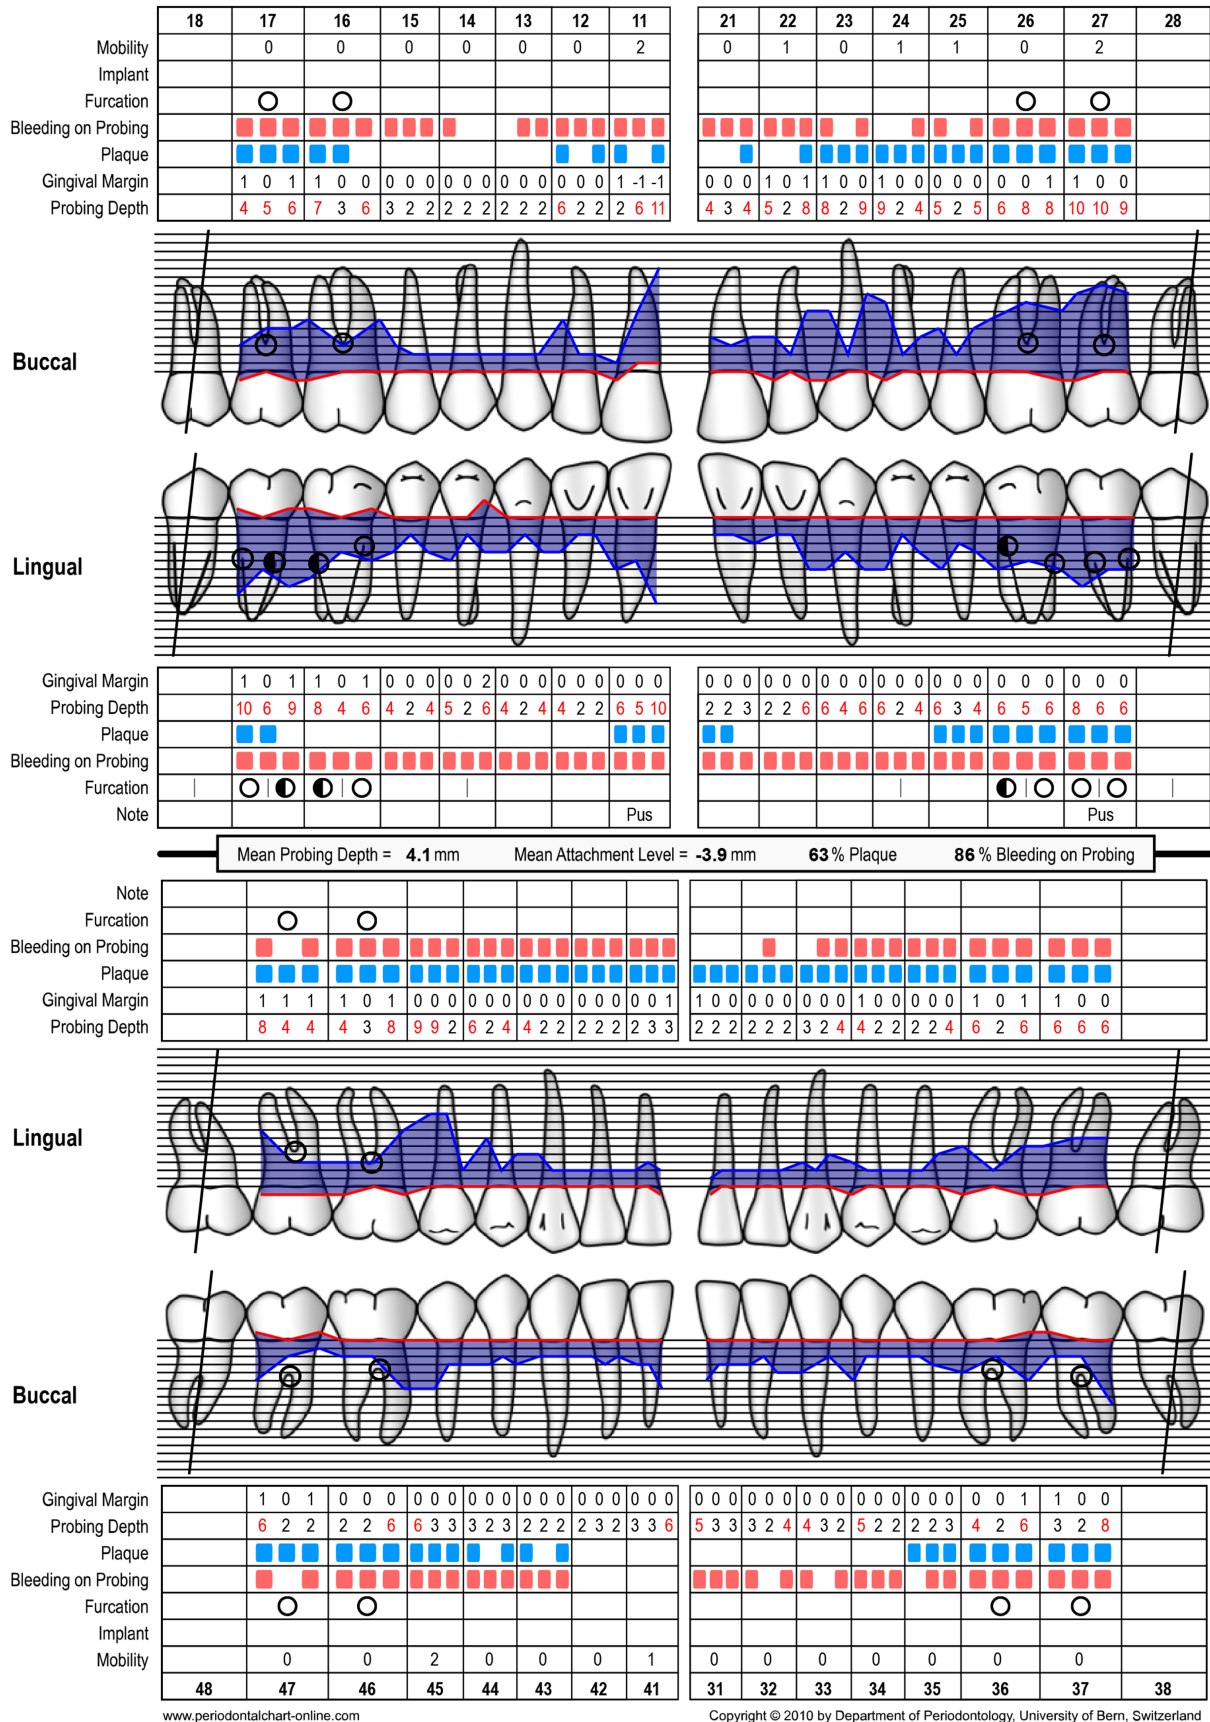 18 17 16 15 14 13 12 11 21 22 23 24 25 26 27 28
Mobility 0 0 0 0 0 0 2 0 1 0 1 1 0 2
Implant
Furcation
Bleeding on Probing
Plaque
Gingival Margin 1 0 1 1 0 0 0 0 0 0 0 0 0 0 0 0 0 0 1 -1 -1 0 0 0 1 0 1 1 0 0 1 0 0 0 0 0 0 0 1 1 0 0
Probing Depth 4 5 6 7 3 6 3 2 2 2 2 2 2 2 2 6 2 2 2 6 11 4 3 4 5 2 8 8 2 9 9 2 4 5 2 5 6 8 8 10 10 9
Buccal
Lingual
Gingival Margin 1 0 1 1 0 1 0 0 0 0 0 2 0 0 0 0 0 0 0 0 0 0 0 0 0 0 0 0 0 0 0 0 0 0 0 0 0 0 0 0 0 0
Probing Depth 10 6 9 8 4 6 4 2 4 5 2 6 4 2 4 4 2 2 6 5 10 2 2 3 2 2 6 6 4 6 6 2 4 6 3 4 6 5 6 8 6 6
Plaque
Bleeding on Probing
Furcation
Note Pus Pus
Mean Probing Depth = 4.1 mm Mean Attachment Level = -3.9 mm 63 % Plaque 86 % Bleeding on Probing
Note
Furcation
Bleeding on Probing
Plaque
Gingival Margin 1 1 1 1 0 1 0 0 0 0 0 0 0 0 0 0 0 0 0 0 1 1 0 0 0 0 0 0 0 0 1 0 0 0 0 0 1 0 1 1 0 0
Probing Depth 8 4 4 4 3 8 9 9 2 6 2 4 4 2 2 2 2 2 2 3 3 2 2 2 2 2 2 3 2 4 4 2 2 2 2 4 6 2 6 6 6 6
Lingual
Buccal
Gingival Margin 1 0 1 0 0 0 0 0 0 0 0 0 0 0 0 0 0 0 0 0 0 0 0 0 0 0 0 0 0 0 0 0 0 0 0 0 0 0 1 1 0 0
Probing Depth 6 2 2 2 2 6 6 3 3 3 2 3 2 2 2 2 3 2 3 3 6 5 3 3 3 2 4 4 3 2 5 2 2 2 2 3 4 2 6 3 2 8
Plaque
Bleeding on Probing
Furcation
Implant
Mobility 0 0 2 0 0 0 1 0 0 0 0 0 0 0
48 47 46 45 44 43 42 41 31 32 33 34 35 36 37 38
www.periodontalchart-online.com Copyright © 2010 by Department of Periodontology, University of Bern, Switzerland